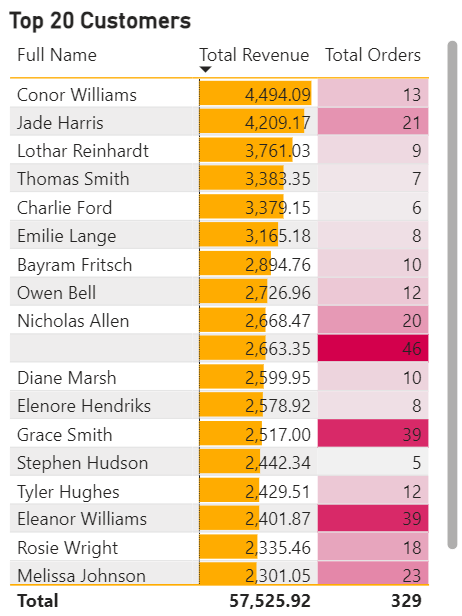 Top 20 Customers
Full Name Total Revenue Total Orders
Conor Williams 4,494.09 13
Jade Harris 4,209.17 21
Lothar Reinhardt 3,761.03 9
Thomas Smith 3,383.35 7
Charlie Ford 3,379.15 6
Emilie Lange 3,165.18 8
Bayram Fritsch 2,894.76 10
Owen Bell 2,726.96 12
Nicholas Allen 2,668.47 20
2,663.35 46
Diane Marsh 2,599.95 10
Elenore Hendriks 2,578.92 8
Grace Smith 2,517.00 39
Stephen Hudson 2,442.34 5
Tyler Hughes 2,429.51 12
Eleanor Williams 2,401.87 39
Rosie Wright 2,335.46 18
Melissa Johnson 2,301.05 23
Total 57,525.92 329